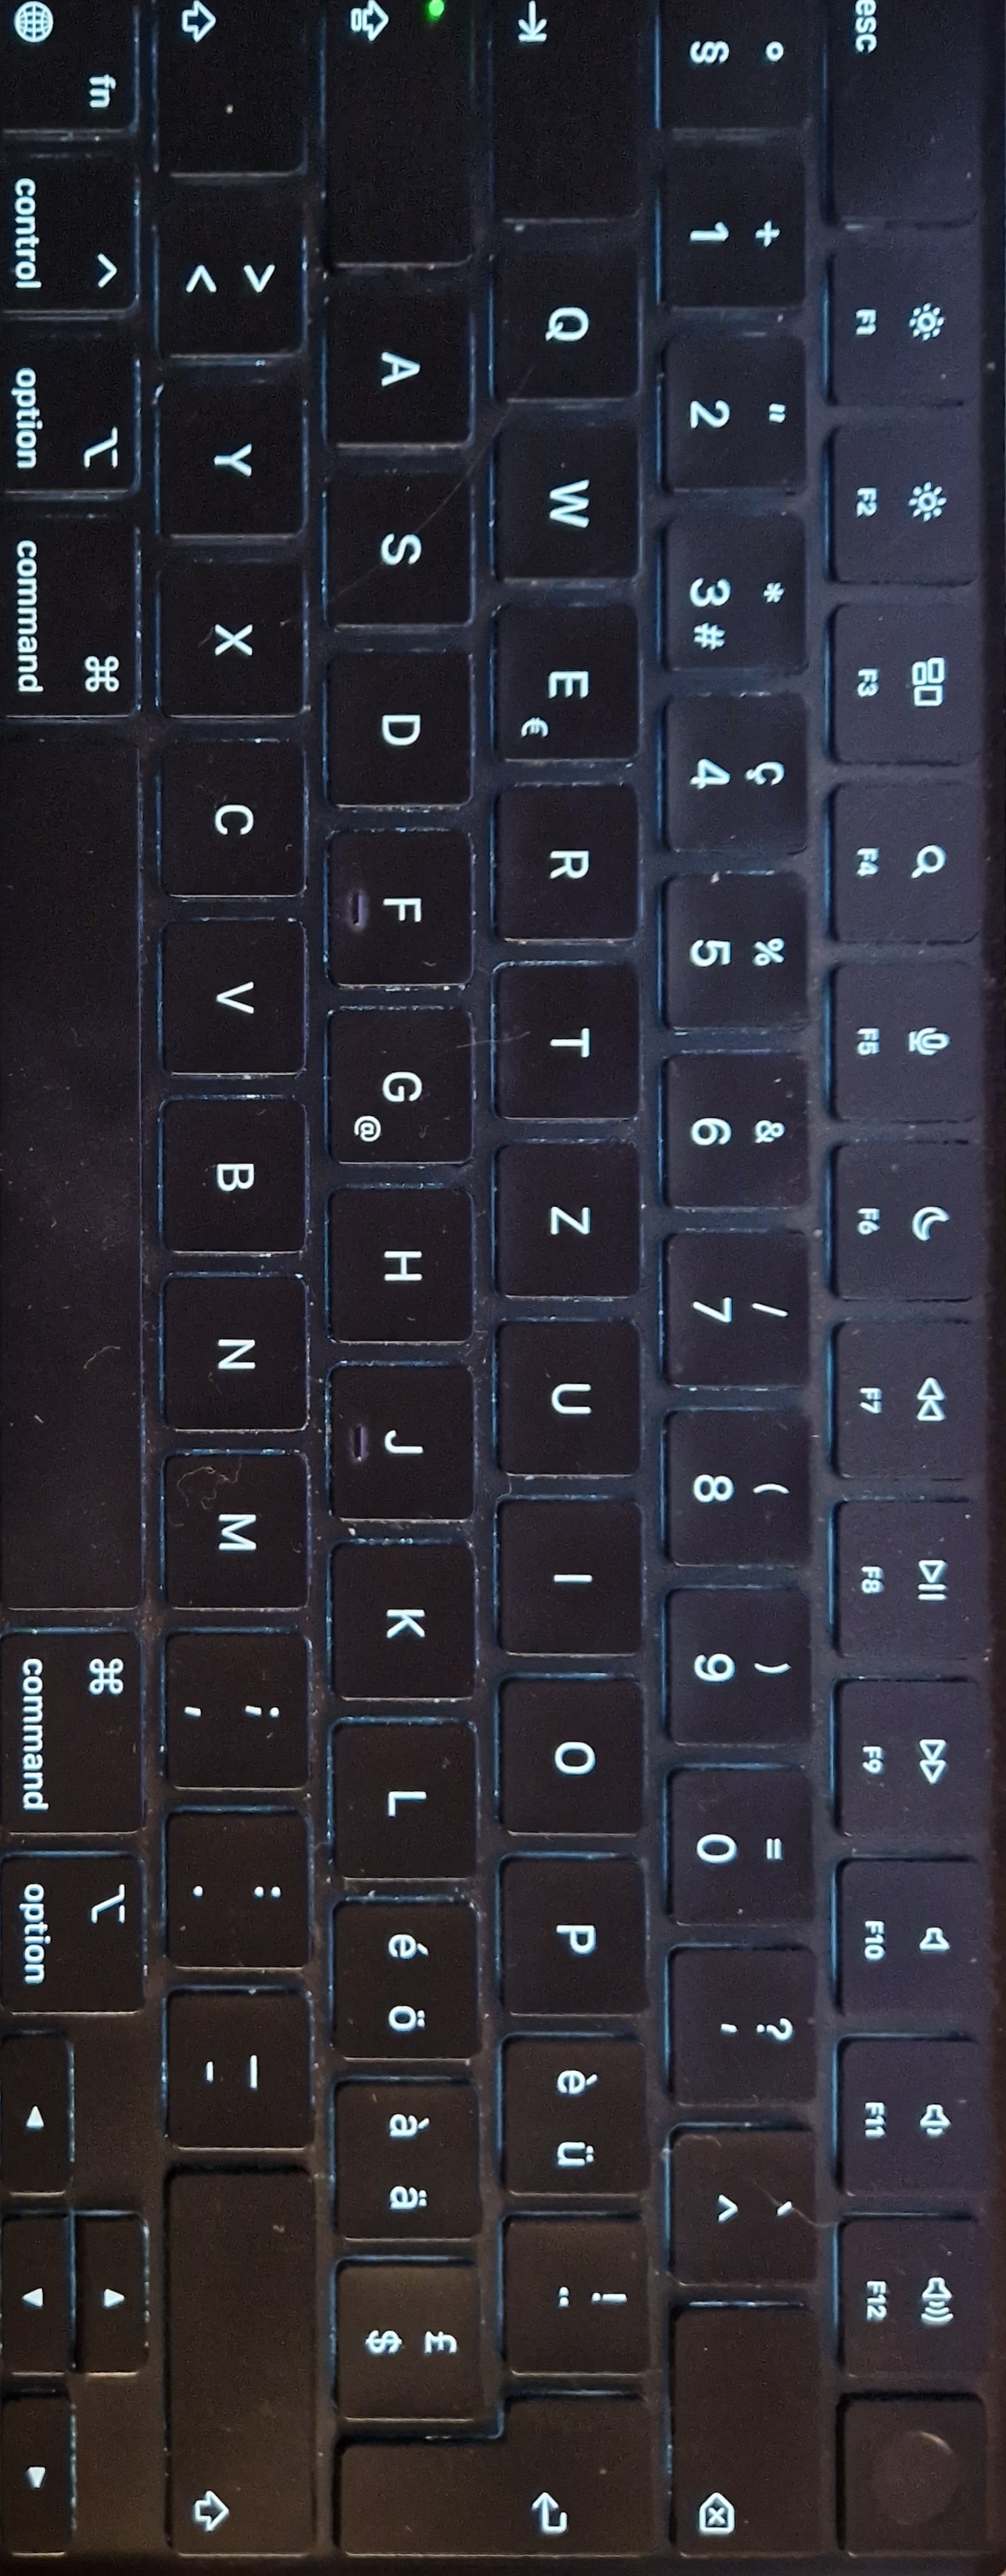 esc F1 F2 F3 F4 F5 F6 F7 F8 F9 F10 F11 F12
° + " * ç % & / ( ) = ? `
§ 1 2 3 # 4 5 6 7 8 9 0 ' ^
Q W E € R T Z U I O P è ü ! ¨
A S D F G @ H J K L é ö à ä £ $
> < Y X C V B N M ; , : . _ -
fn control option command command option